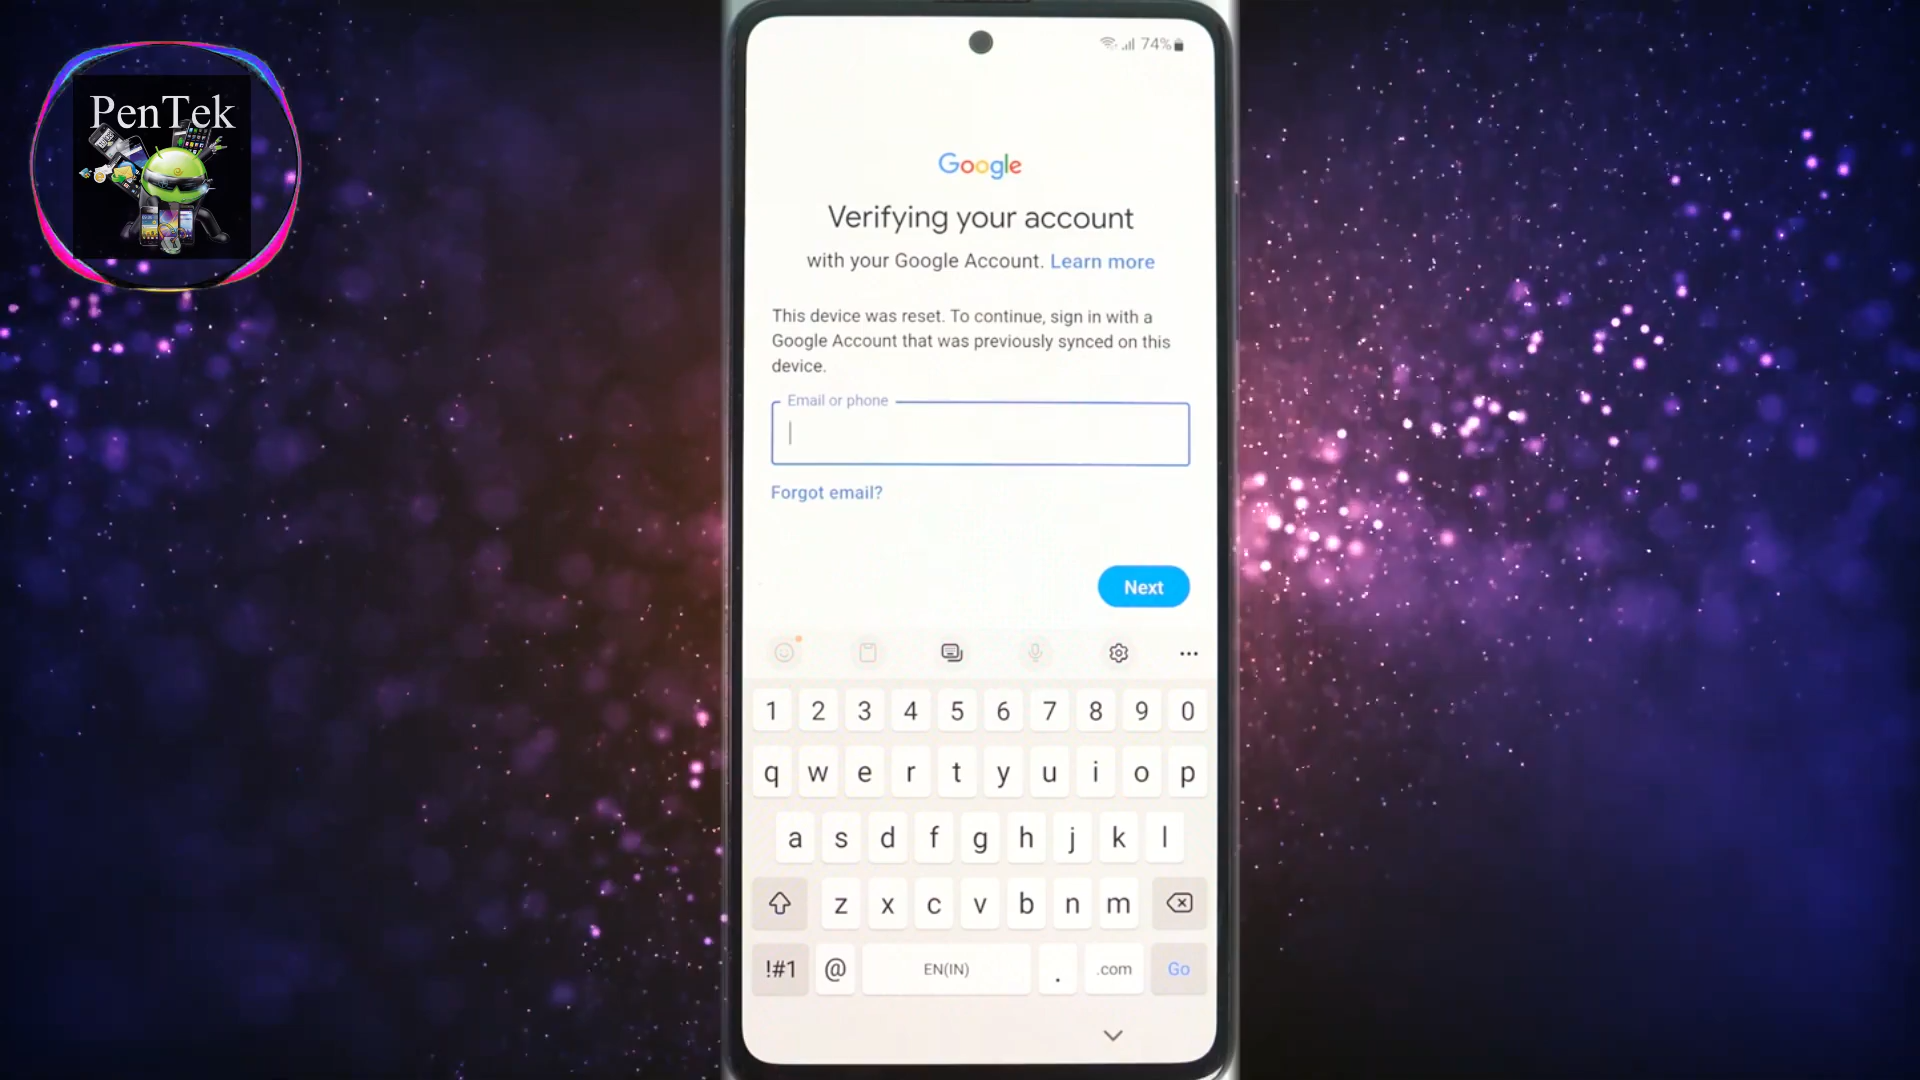 PenTek
74%
Google
Verifying your account
with your Google Account. Learn more
This device was reset. To continue, sign in with a
Google Account that was previously synced on this
device.
Email or phone
Forgot email?
Next
1 2 3 4 5 6 7 8 9 0
q w e r t y u i o p
a s d f g h j k l
z x c v b n m
!#1 @ EN(IN) . .com Go